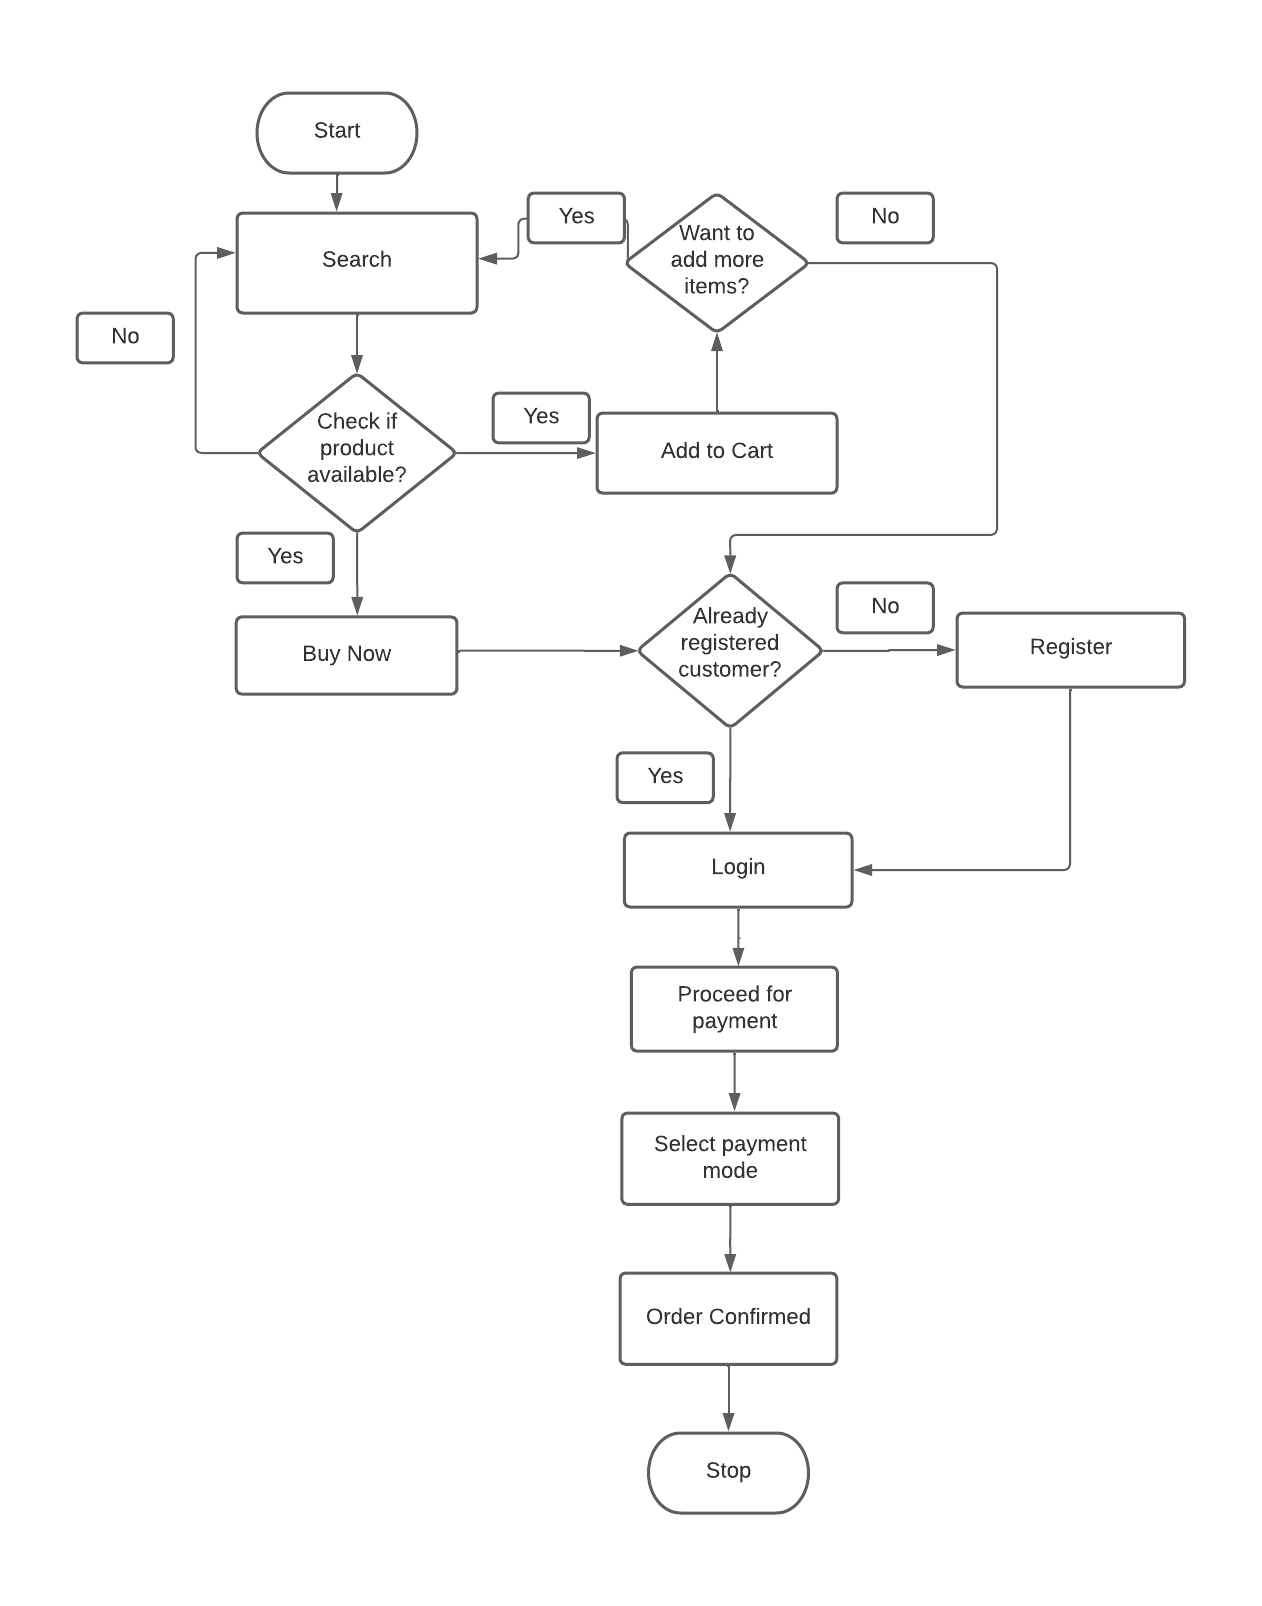 Start
Search
Yes
Want to
add more
items?
No
No
Check if
product
available?
Yes
Add to Cart
Yes
Buy Now
Already
registered
customer?
No
Register
Yes
Login
Proceed for
payment
Select payment
mode
Order Confirmed
Stop